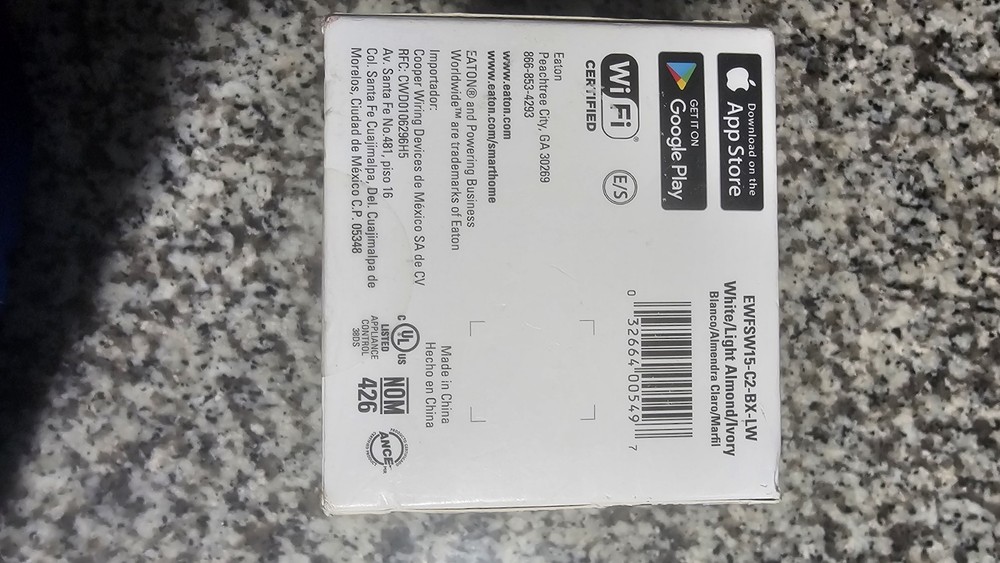 Download on the
App Store
GET IT ON
Google Play
Wi Fi®
CERTIFIED
E/S
Eaton
Peachtree City, GA 30269
866-853-4293
www.eaton.com
www.eaton.com/smarthome
EATON® and Powering Business
Worldwide™ are trademarks of Eaton
Importador:
Cooper Wiring Devices de México SA de CV
RFC: CWD0106296H5
Av. Santa Fe No.481, piso 16
Col. Santa Fe Cuajimalpa, Del. Cuajimalpa de
Morelos, Ciudad de México C.P. 05348
EWFSW15-C2-BX-LW
White/Light Almond/Ivory
Blanco/Almendra Claro/Marfil
0 32664 00549 7
Made in China
Hecho en China
C UL US
LISTED
APPLIANCE
CONTROL
38DS
NOM
426
ANCE